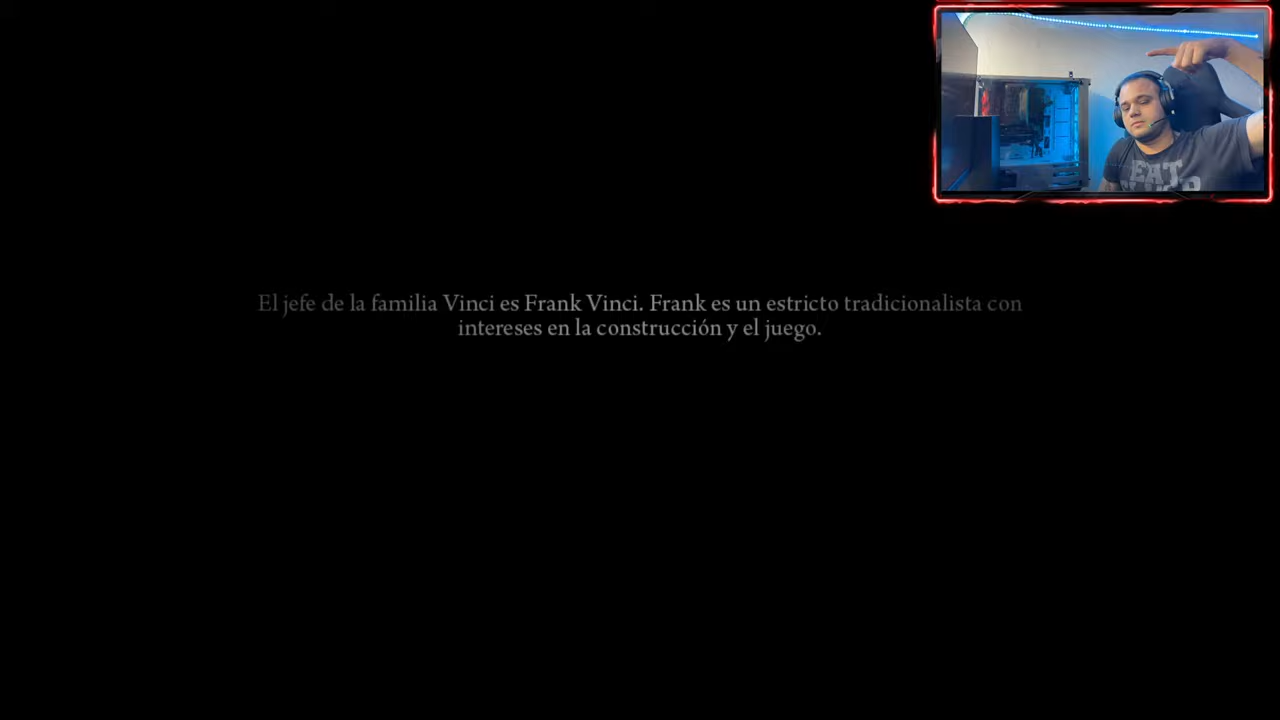 El jefe de la familia Vinci es Frank Vinci. Frank es un estricto tradicionalista con
intereses en la construcción y el juego.
EAT